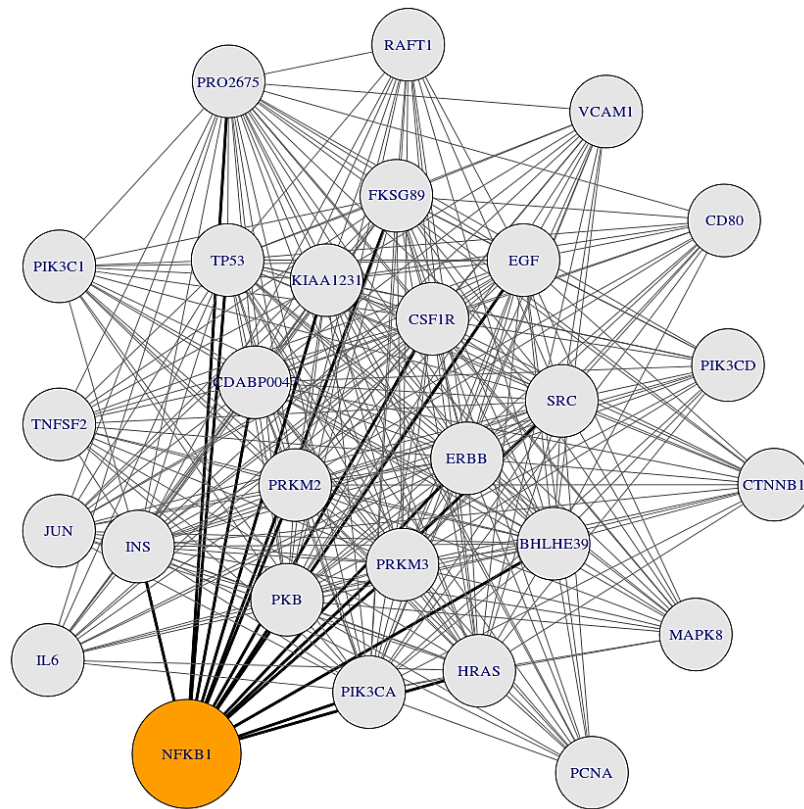 RAFT1
PRO2675
VCAM1
FKSG89
CD80
TP53
EGF
PIK3C1
KIAA1231
CSF1R
PIK3CD
CDABP004
SRC
TNFSF2
ERBB
PRKM2
CTNNB1
JUN
INS
BHLHE39
PRKM3
PKB
MAPK8
IL6
HRAS
PIK3CA
NFKB1
PCNA